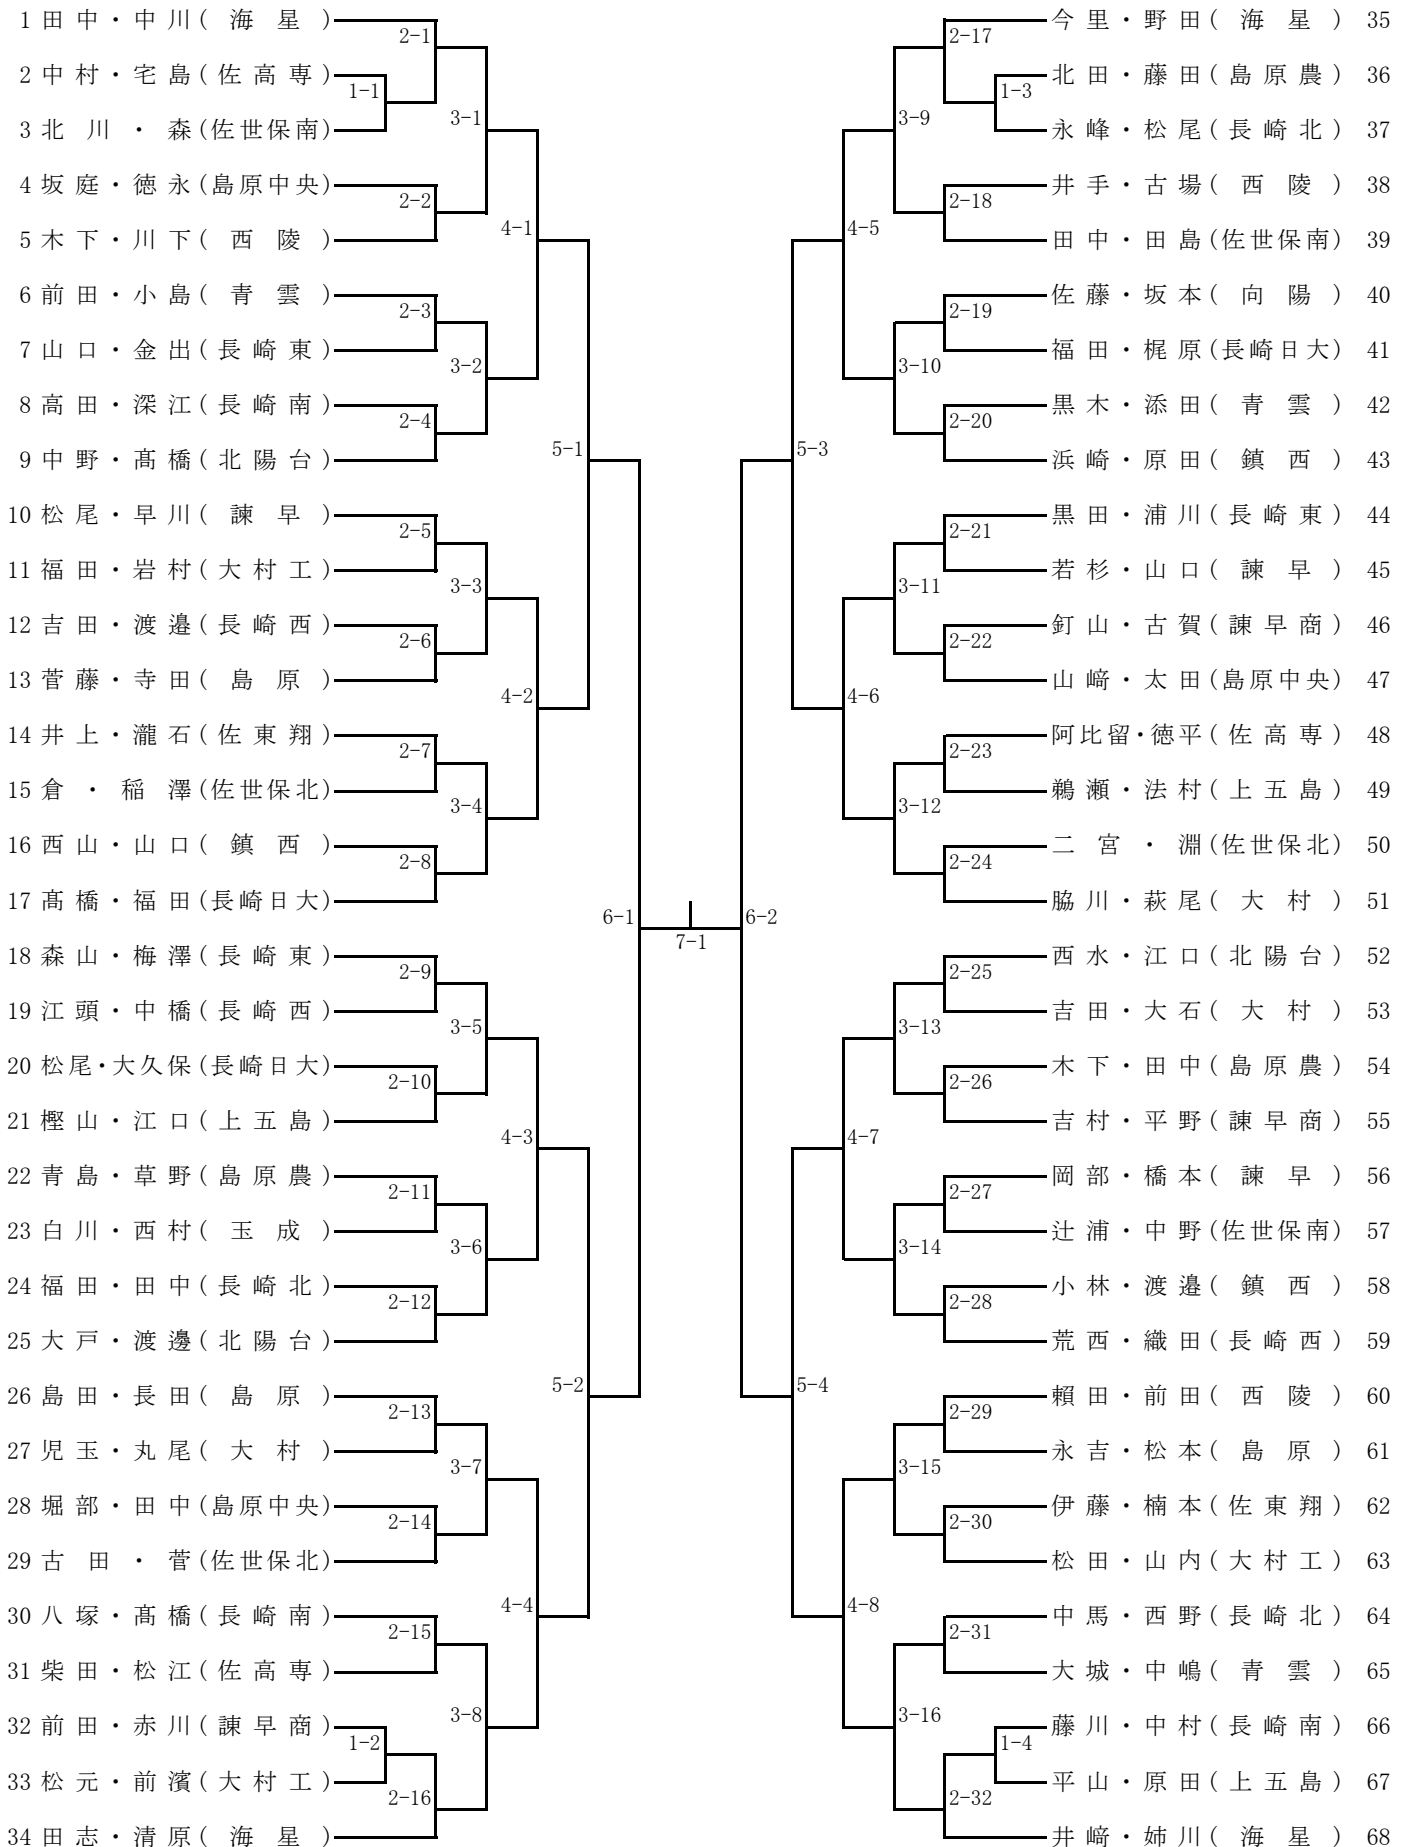 1 田中・中川(海星)
2-1
2 中村・宅島(佐高専)
1-1
3 北川・森(佐世保南)
3-1
4 坂庭・徳永(島原中央)
2-2
5 木下・川下(西陵)
4-1
6 前田・小島(青雲)
2-3
7 山口・金出(長崎東)
3-2
8 高田・深江(長崎南)
2-4
9 中野・髙橋(北陽台)
5-1
10 松尾・早川(諫早)
2-5
11 福田・岩村(大村工)
3-3
12 吉田・渡邉(長崎西)
2-6
13 菅藤・寺田(島原)
4-2
14 井上・瀧石(佐東翔)
2-7
15 倉・稲澤(佐世保北)
3-4
16 西山・山口(鎮西)
2-8
17 髙橋・福田(長崎日大)
6-1
18 森山・梅澤(長崎東)
2-9
19 江頭・中橋(長崎西)
3-5
20 松尾・大久保(長崎日大)
2-10
21 樫山・江口(上五島)
4-3
22 青島・草野(島原農)
2-11
23 白川・西村(玉成)
3-6
24 福田・田中(長崎北)
2-12
25 大戸・渡邊(北陽台)
5-2
26 島田・長田(島原)
2-13
27 児玉・丸尾(大村)
3-7
28 堀部・田中(島原中央)
2-14
29 古田・菅(佐世保北)
4-4
30 八塚・髙橋(長崎南)
2-15
31 柴田・松江(佐高専)
3-8
32 前田・赤川(諫早商)
1-2
33 松元・前濱(大村工)
2-16
34 田志・清原(海星)
7-1
今里・野田(海星) 35
2-17
北田・藤田(島原農) 36
1-3
永峰・松尾(長崎北) 37
3-9
井手・古場(西陵) 38
2-18
田中・田島(佐世保南) 39
4-5
佐藤・坂本(向陽) 40
2-19
福田・梶原(長崎日大) 41
3-10
黒木・添田(青雲) 42
2-20
浜崎・原田(鎮西) 43
5-3
黒田・浦川(長崎東) 44
2-21
若杉・山口(諫早) 45
3-11
釘山・古賀(諫早商) 46
2-22
山﨑・太田(島原中央) 47
4-6
阿比留・徳平(佐高専) 48
2-23
鵜瀬・法村(上五島) 49
3-12
二宮・淵(佐世保北) 50
2-24
脇川・萩尾(大村) 51
6-2
西水・江口(北陽台) 52
2-25
吉田・大石(大村) 53
3-13
木下・田中(島原農) 54
2-26
吉村・平野(諫早商) 55
4-7
岡部・橋本(諫早) 56
2-27
辻浦・中野(佐世保南) 57
3-14
小林・渡邉(鎮西) 58
2-28
荒西・織田(長崎西) 59
5-4
頼田・前田(西陵) 60
2-29
永吉・松本(島原) 61
3-15
伊藤・楠本(佐東翔) 62
2-30
松田・山内(大村工) 63
4-8
中馬・西野(長崎北) 64
2-31
大城・中嶋(青雲) 65
3-16
藤川・中村(長崎南) 66
1-4
平山・原田(上五島) 67
2-32
井﨑・姉川(海星) 68